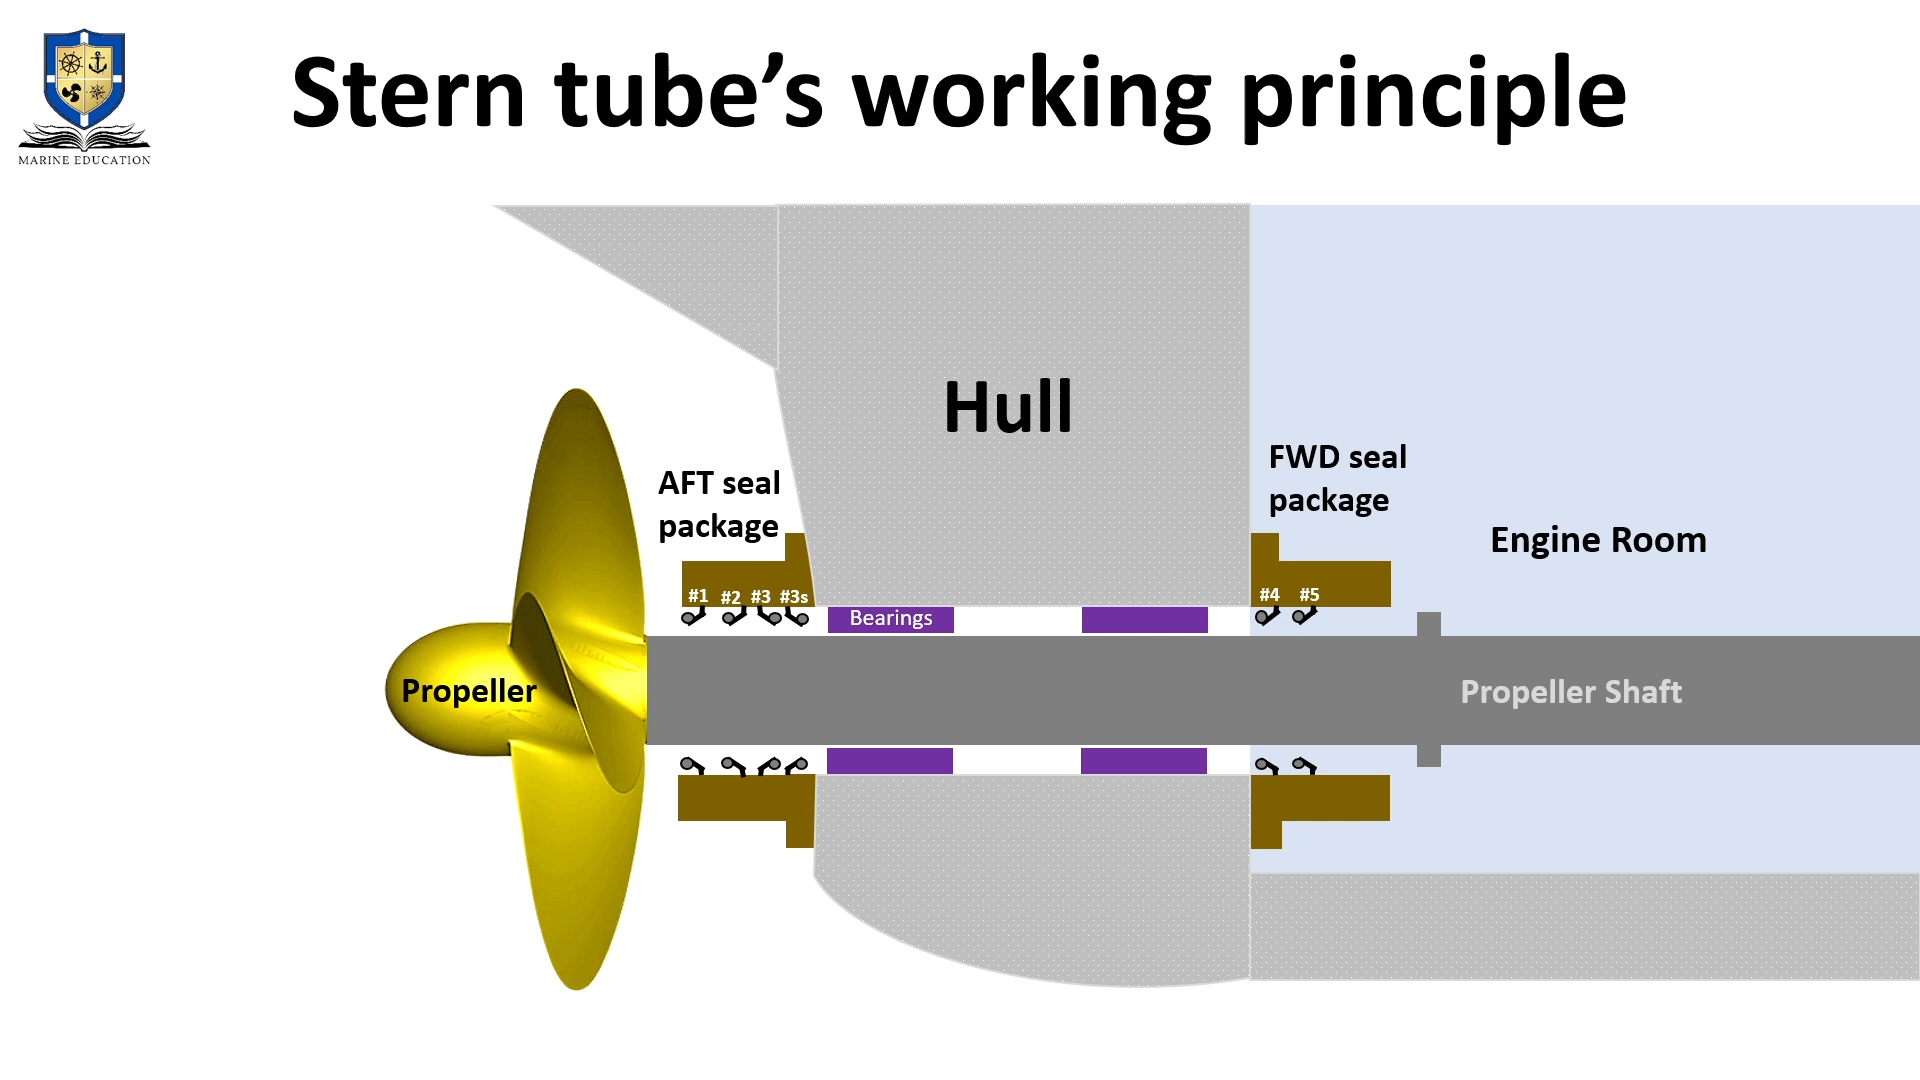 MARINE EDUCATION
Stern tube’s working principle
Hull
AFT seal
package
FWD seal
package
Engine Room
#1 #2 #3 #3s
#4 #5
Bearings
Propeller
Propeller Shaft